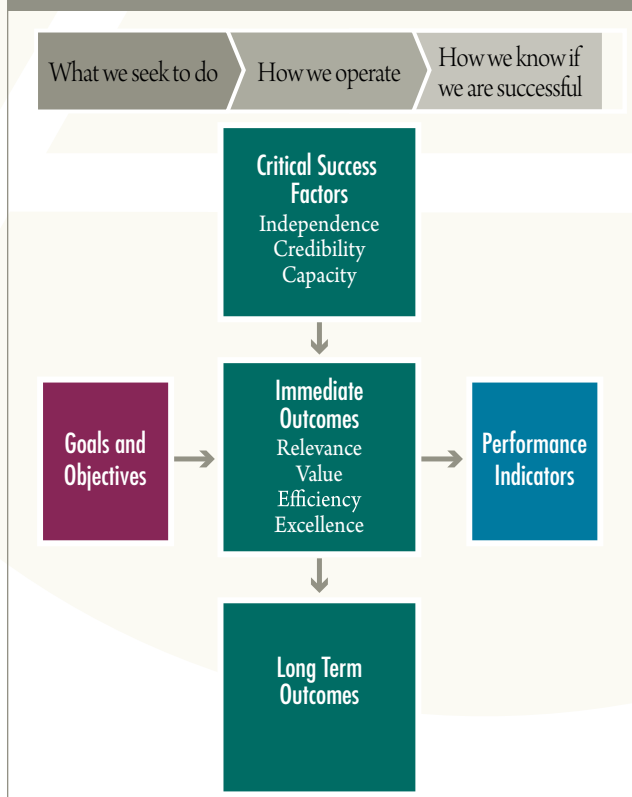 What we seek to do
How we operate
How we know if
we are successful
Critical Success
Factors
Independence
Credibility
Capacity
Goals and
Objectives
Immediate
Outcomes
Relevance
Value
Efficiency
Excellence
Performance
Indicators
Long Term
Outcomes